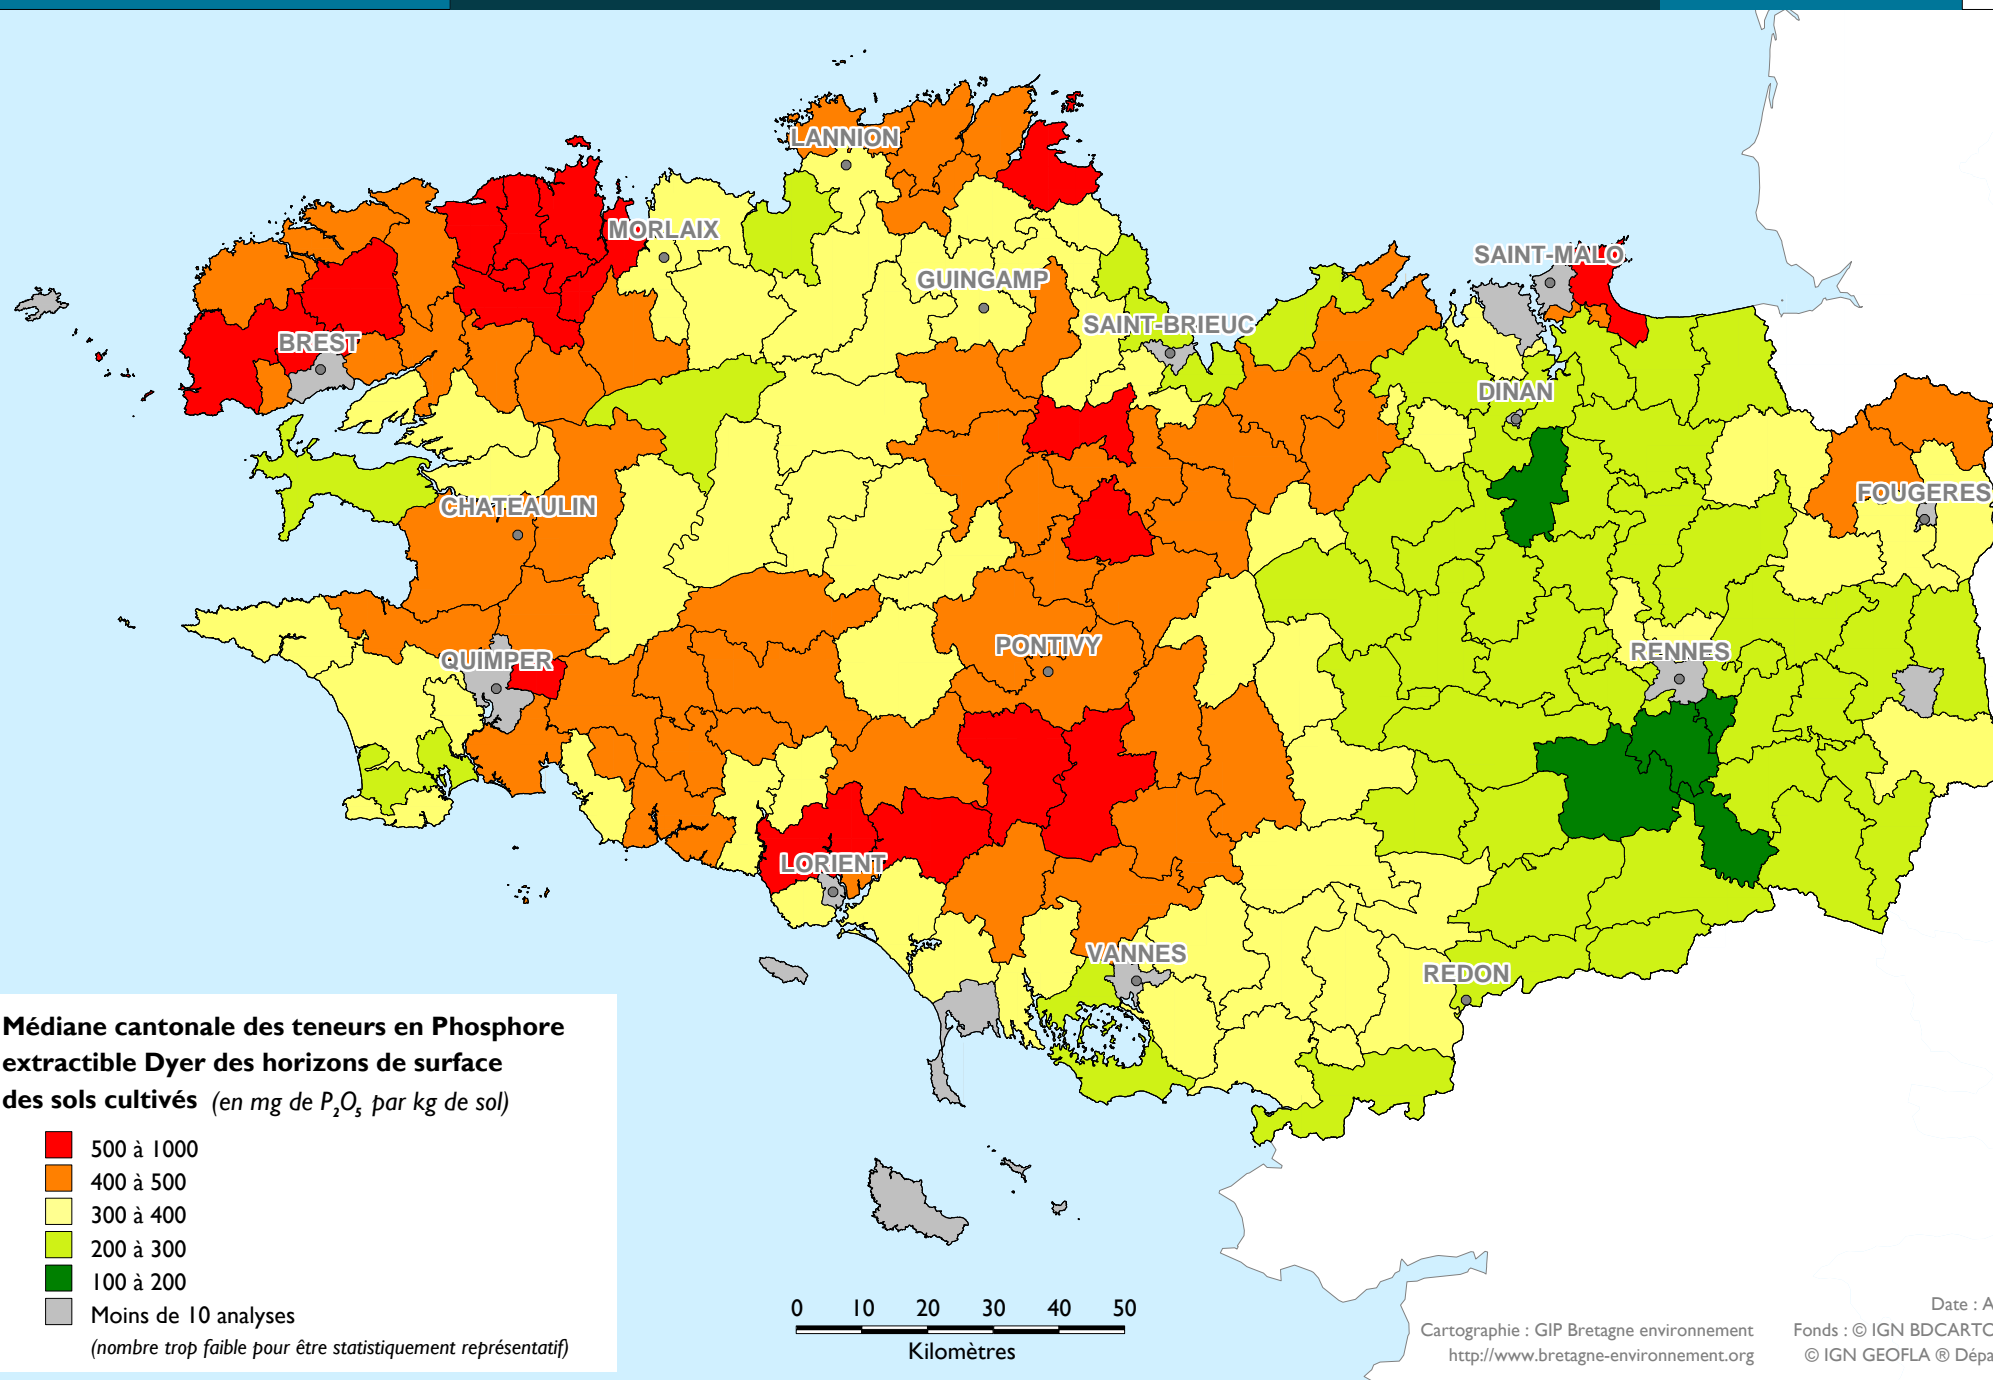 LANNION
MORLAIX
GUINGAMP
SAINT-MALO
BREST
SAINT-BRIEUC
DINAN
CHATEAULIN
FOUGERES
QUIMPER
PONTIVY
RENNES
LORIENT
VANNES
REDON
Médiane cantonale des teneurs en Phosphore
extractible Dyer des horizons de surface
des sols cultivés (en mg de P₂O₅ par kg de sol)
500 à 1000
400 à 500
300 à 400
200 à 300
100 à 200
Moins de 10 analyses
(nombre trop faible pour être statistiquement représentatif)
0 10 20 30 40 50
Kilomètres
Date : A
Cartographie : GIP Bretagne environnement Fonds : © IGN BDCARTO
http://www.bretagne-environnement.org © IGN GEOFLA ® Dépa